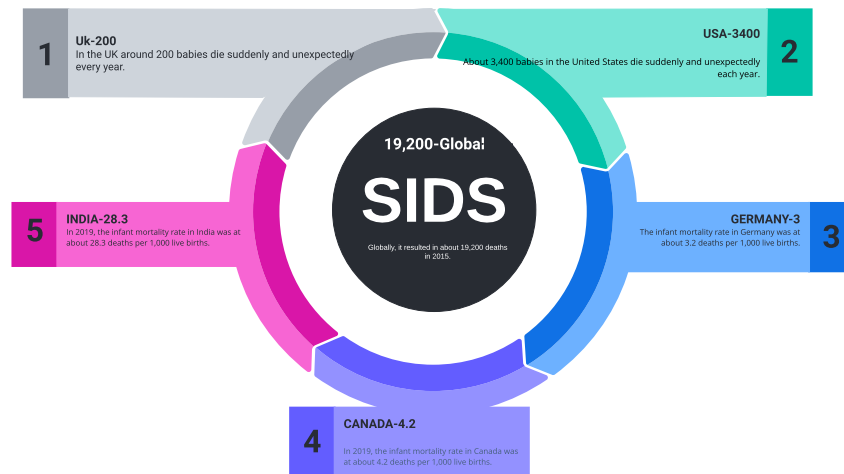 1
Uk-200
In the UK around 200 babies die suddenly and unexpectedly
every year.
USA-3400
About 3,400 babies in the United States die suddenly and unexpectedly
each year.
2
19,200-Global
SIDS
Globally, it resulted in about 19,200 deaths
in 2015.
5
INDIA-28.3
In 2019, the infant mortality rate in India was at
about 28.3 deaths per 1,000 live births.
GERMANY-3
The infant mortality rate in Germany was at
about 3.2 deaths per 1,000 live births.
3
4
CANADA-4.2
In 2019, the infant mortality rate in Canada was
at about 4.2 deaths per 1,000 live births.